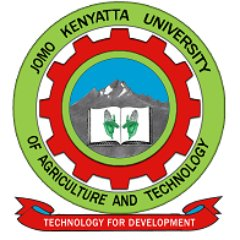 JOMO KENYATTA UNIVERSITY
OF AGRICULTURE AND TECHNOLOGY
TECHNOLOGY FOR DEVELOPMENT